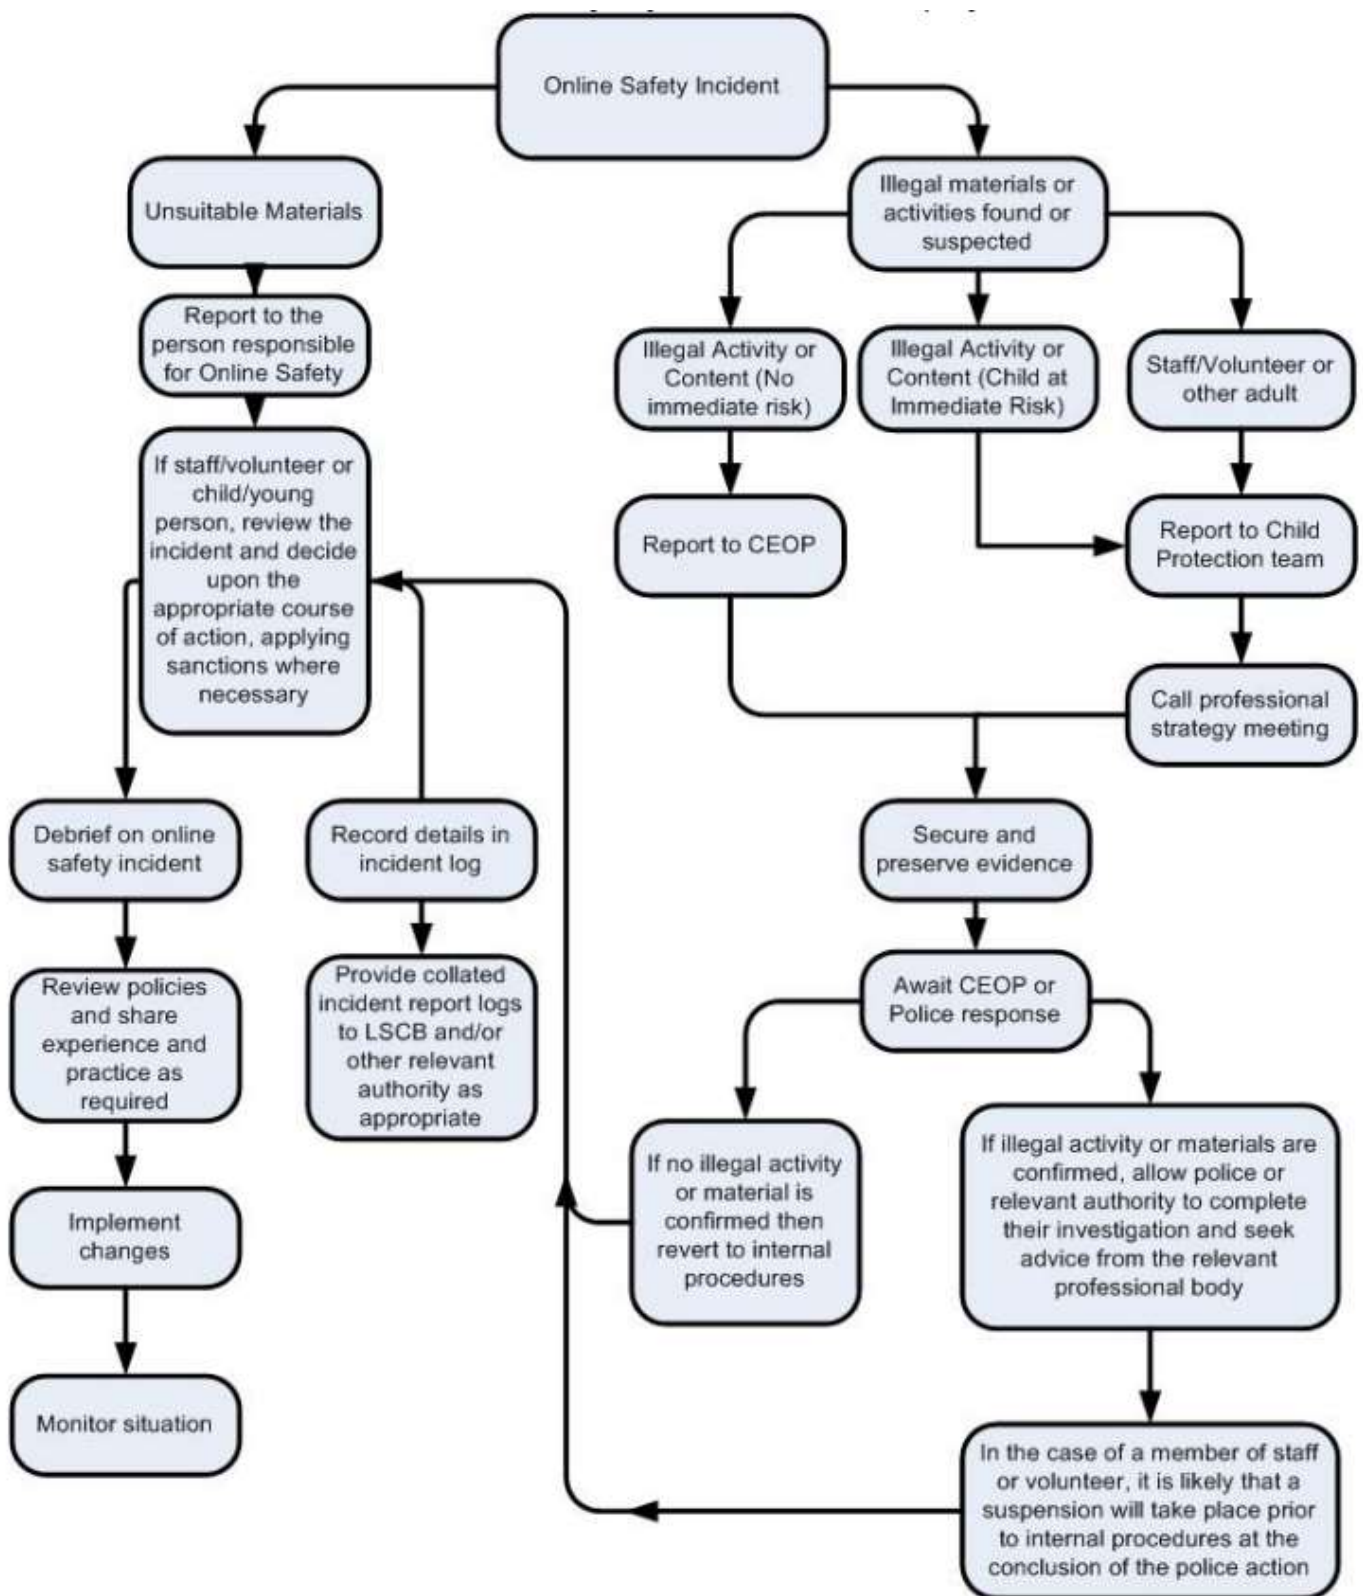 Online Safety Incident
Unsuitable Materials
Illegal materials or
activities found or
suspected
Report to the
person responsible
for Online Safety
Illegal Activity or
Content (No
immediate risk)
Illegal Activity or
Content (Child at
Immediate Risk)
Staff/Volunteer or
other adult
If staff/volunteer or
child/young
person, review the
incident and decide
upon the
appropriate course
of action, applying
sanctions where
necessary
Report to CEOP
Report to Child
Protection team
Call professional
strategy meeting
Debrief on online
safety incident
Record details in
incident log
Secure and
preserve evidence
Review policies
and share
experience and
practice as
required
Provide collated
incident report logs
to LSCB and/or
other relevant
authority as
appropriate
Await CEOP or
Police response
If no illegal activity
or material is
confirmed then
revert to internal
procedures
If illegal activity or materials are
confirmed, allow police or
relevant authority to complete
their investigation and seek
advice from the relevant
professional body
Implement
changes
Monitor situation
In the case of a member of staff
or volunteer, it is likely that a
suspension will take place prior
to internal procedures at the
conclusion of the police action